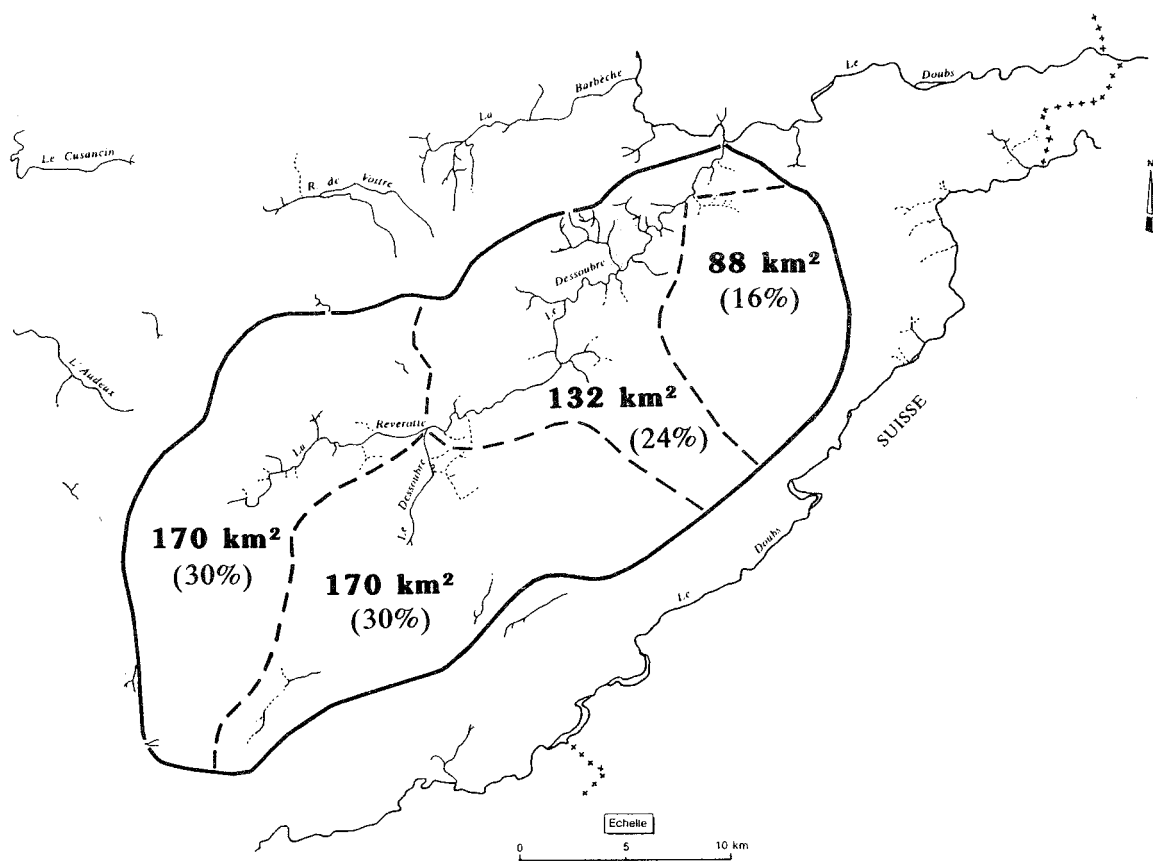 Le Doubs
La Barbèche
Le Cusancin
R. de Vostre
N
88 km²
(16%)
Le Dessoubre
L'Audeux
132 km²
(24%)
SUISSE
La Reverotte
Le Dessoubre
170 km²
(30%)
170 km²
(30%)
Le Doubs
Echelle
0 5 10 km